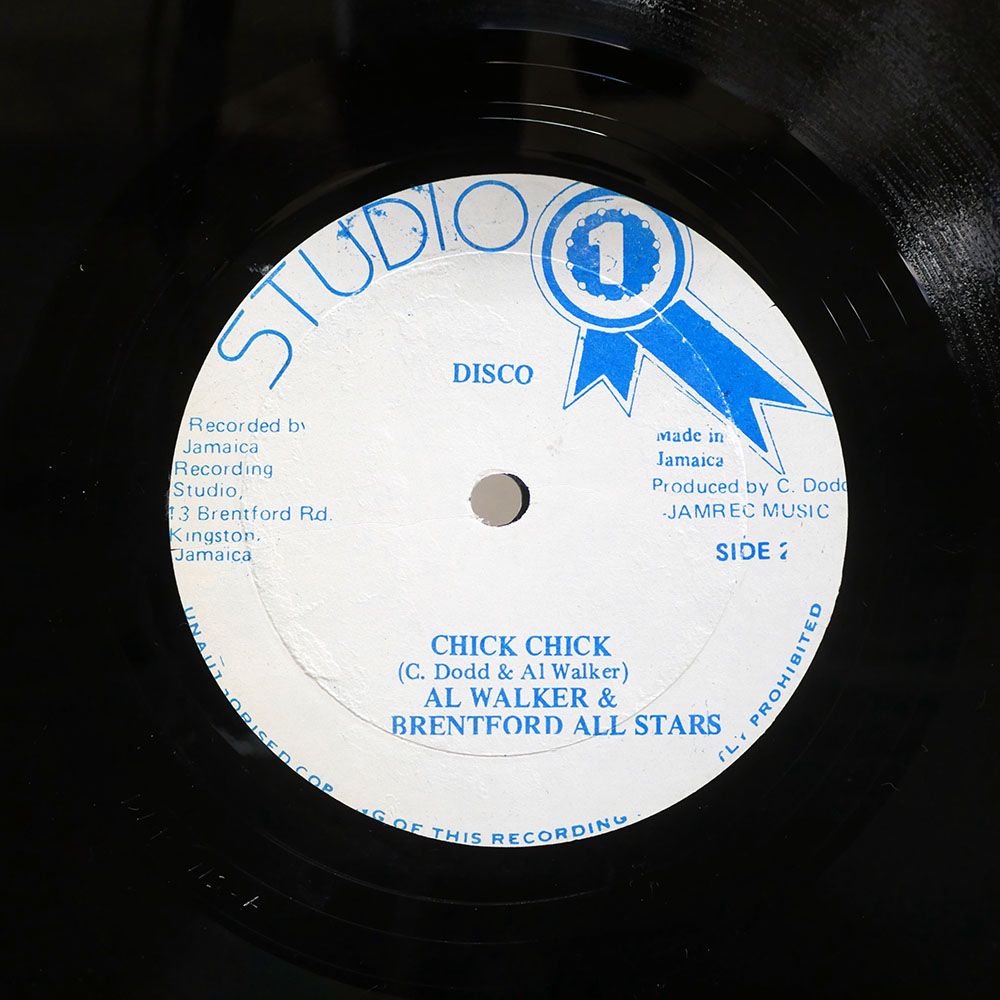 STUDIO
1
DISCO
Recorded by
Jamaica
Recording
Studio,
13 Brentford Rd.
Kingston.
Jamaica
Made in
Jamaica
Produced by C. Dodd
-JAMREC MUSIC
SIDE 2
CHICK CHICK
(C. Dodd & Al Walker)
AL WALKER &
BRENTFORD ALL STARS
OF THIS RECORDING PROHIBITED